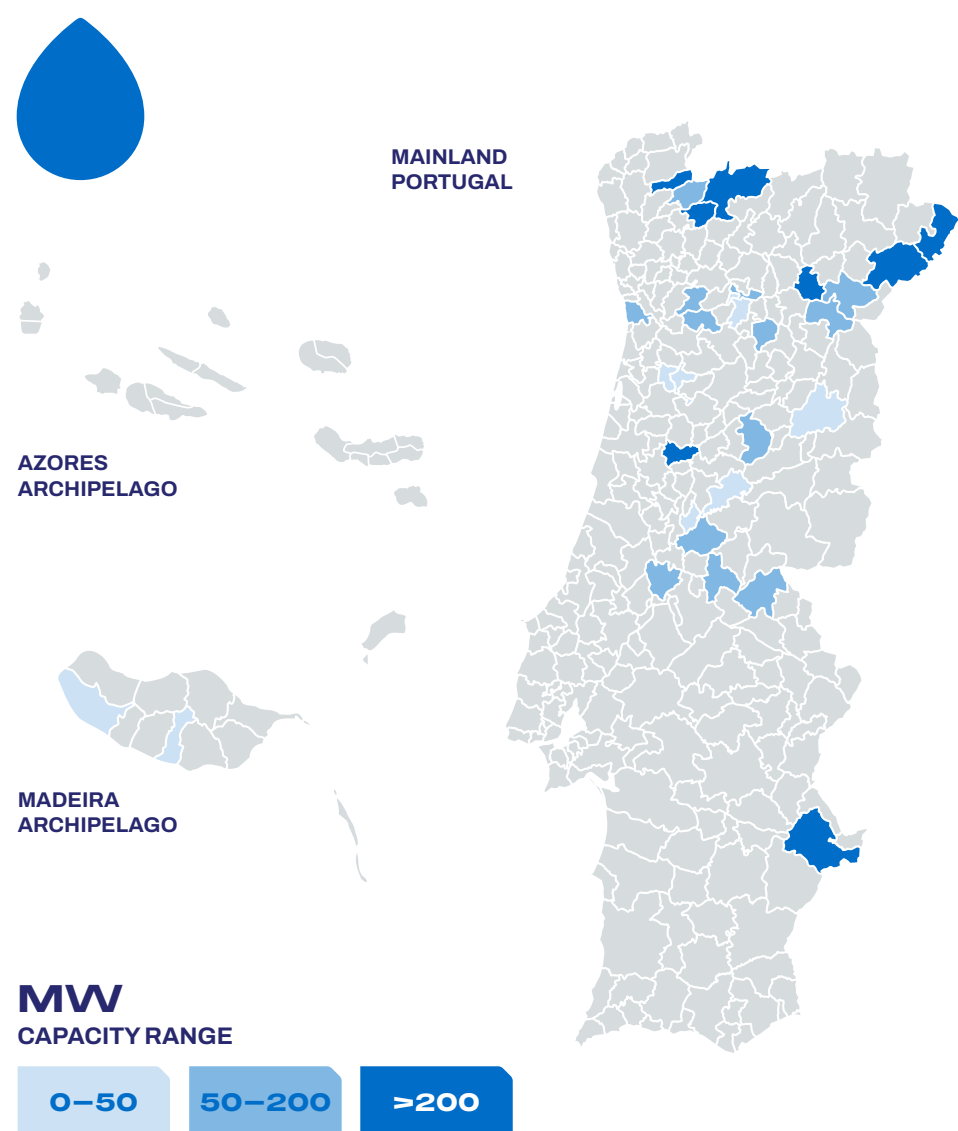 MAINLAND
PORTUGAL
AZORES
ARCHIPELAGO
MADEIRA
ARCHIPELAGO
MW
CAPACITY RANGE
0–50
50–200
>200